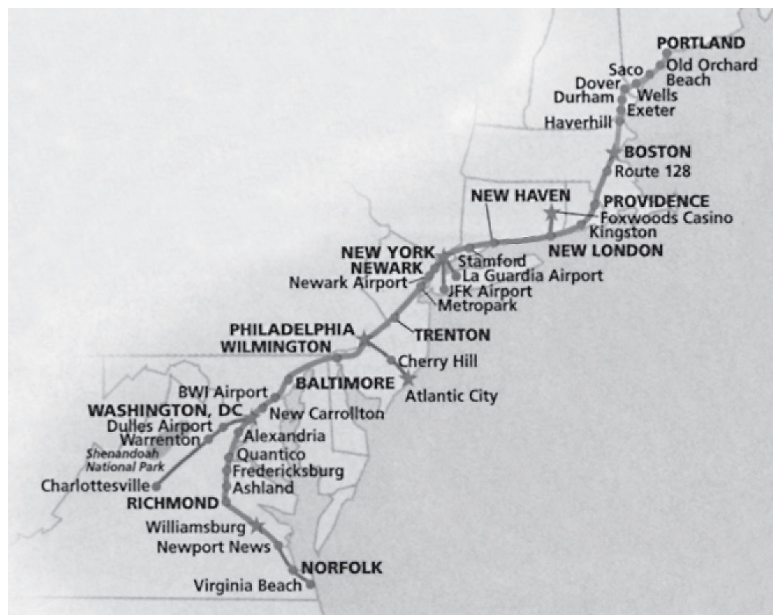 PORTLAND
Saco
Old Orchard
Beach
Dover
Wells
Durham
Exeter
Haverhill
BOSTON
Route 128
NEW HAVEN
PROVIDENCE
Foxwoods Casino
Kingston
NEW LONDON
NEW YORK
Stamford
NEWARK
La Guardia Airport
Newark Airport
JFK Airport
Metropark
PHILADELPHIA
TRENTON
WILMINGTON
Cherry Hill
BALTIMORE
BWI Airport
Atlantic City
WASHINGTON, DC
New Carrollton
Dulles Airport
Alexandria
Warrenton
Shenandoah
National Park
Quantico
Fredericksburg
Charlottesville
Ashland
RICHMOND
Williamsburg
Newport News
NORFOLK
Virginia Beach